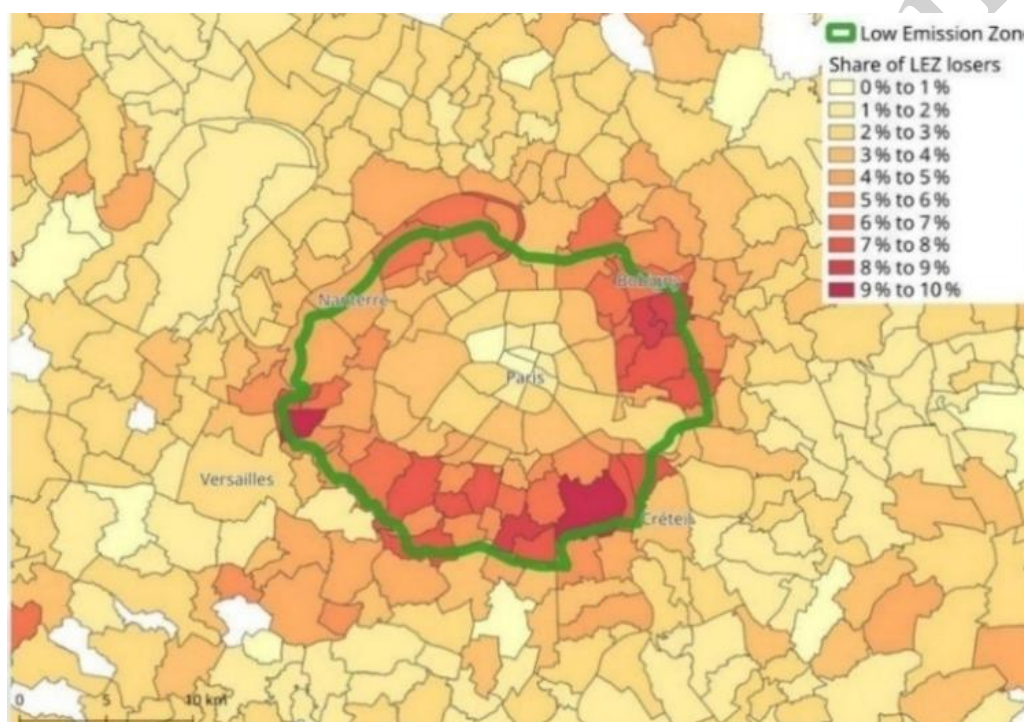 Low Emission Zon
Share of LEZ losers
0 % to 1 %
1 % to 2 %
2 % to 3 %
3 % to 4 %
4 % to 5 %
5 % to 6 %
6 % to 7 %
7 % to 8 %
8 % to 9 %
9 % to 10 %
Bobigny
Nanterre
Paris
Versailles
Créteil
0 5 10 km